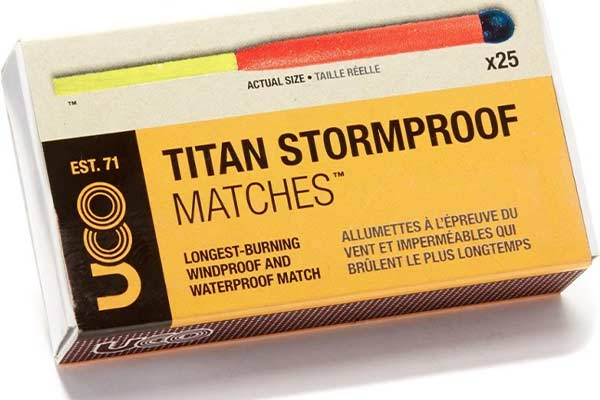 ACTUAL SIZE • TAILLE RÉELLE
x25
™
EST. 71
UCO
TITAN STORMPROOF
MATCHES™
LONGEST-BURNING
WINDPROOF AND
WATERPROOF MATCH
ALLUMETTES À L'ÉPREUVE DU
VENT ET IMPERMÉABLES QUI
BRÛLENT LE PLUS LONGTEMPS
UCO